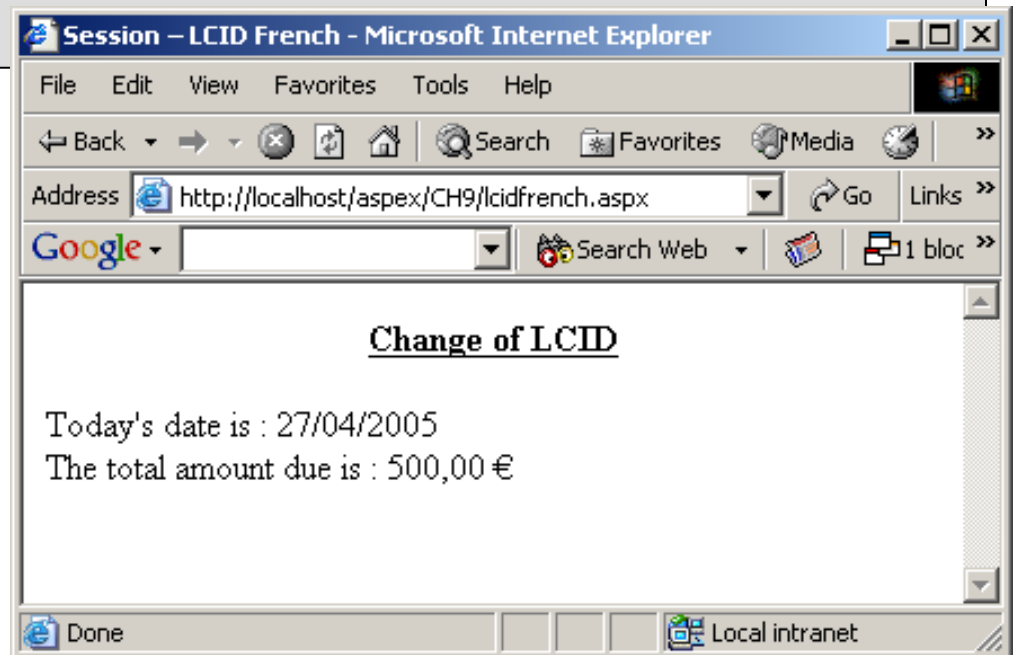 Session – LCID French - Microsoft Internet Explorer
File Edit View Favorites Tools Help
Back Search Favorites Media »
Address http://localhost/aspex/CH9/lcidfrench.aspx Go Links »
Google Search Web 1 bloc »
Change of LCID
Today's date is : 27/04/2005
The total amount due is : 500,00 €
Done Local intranet